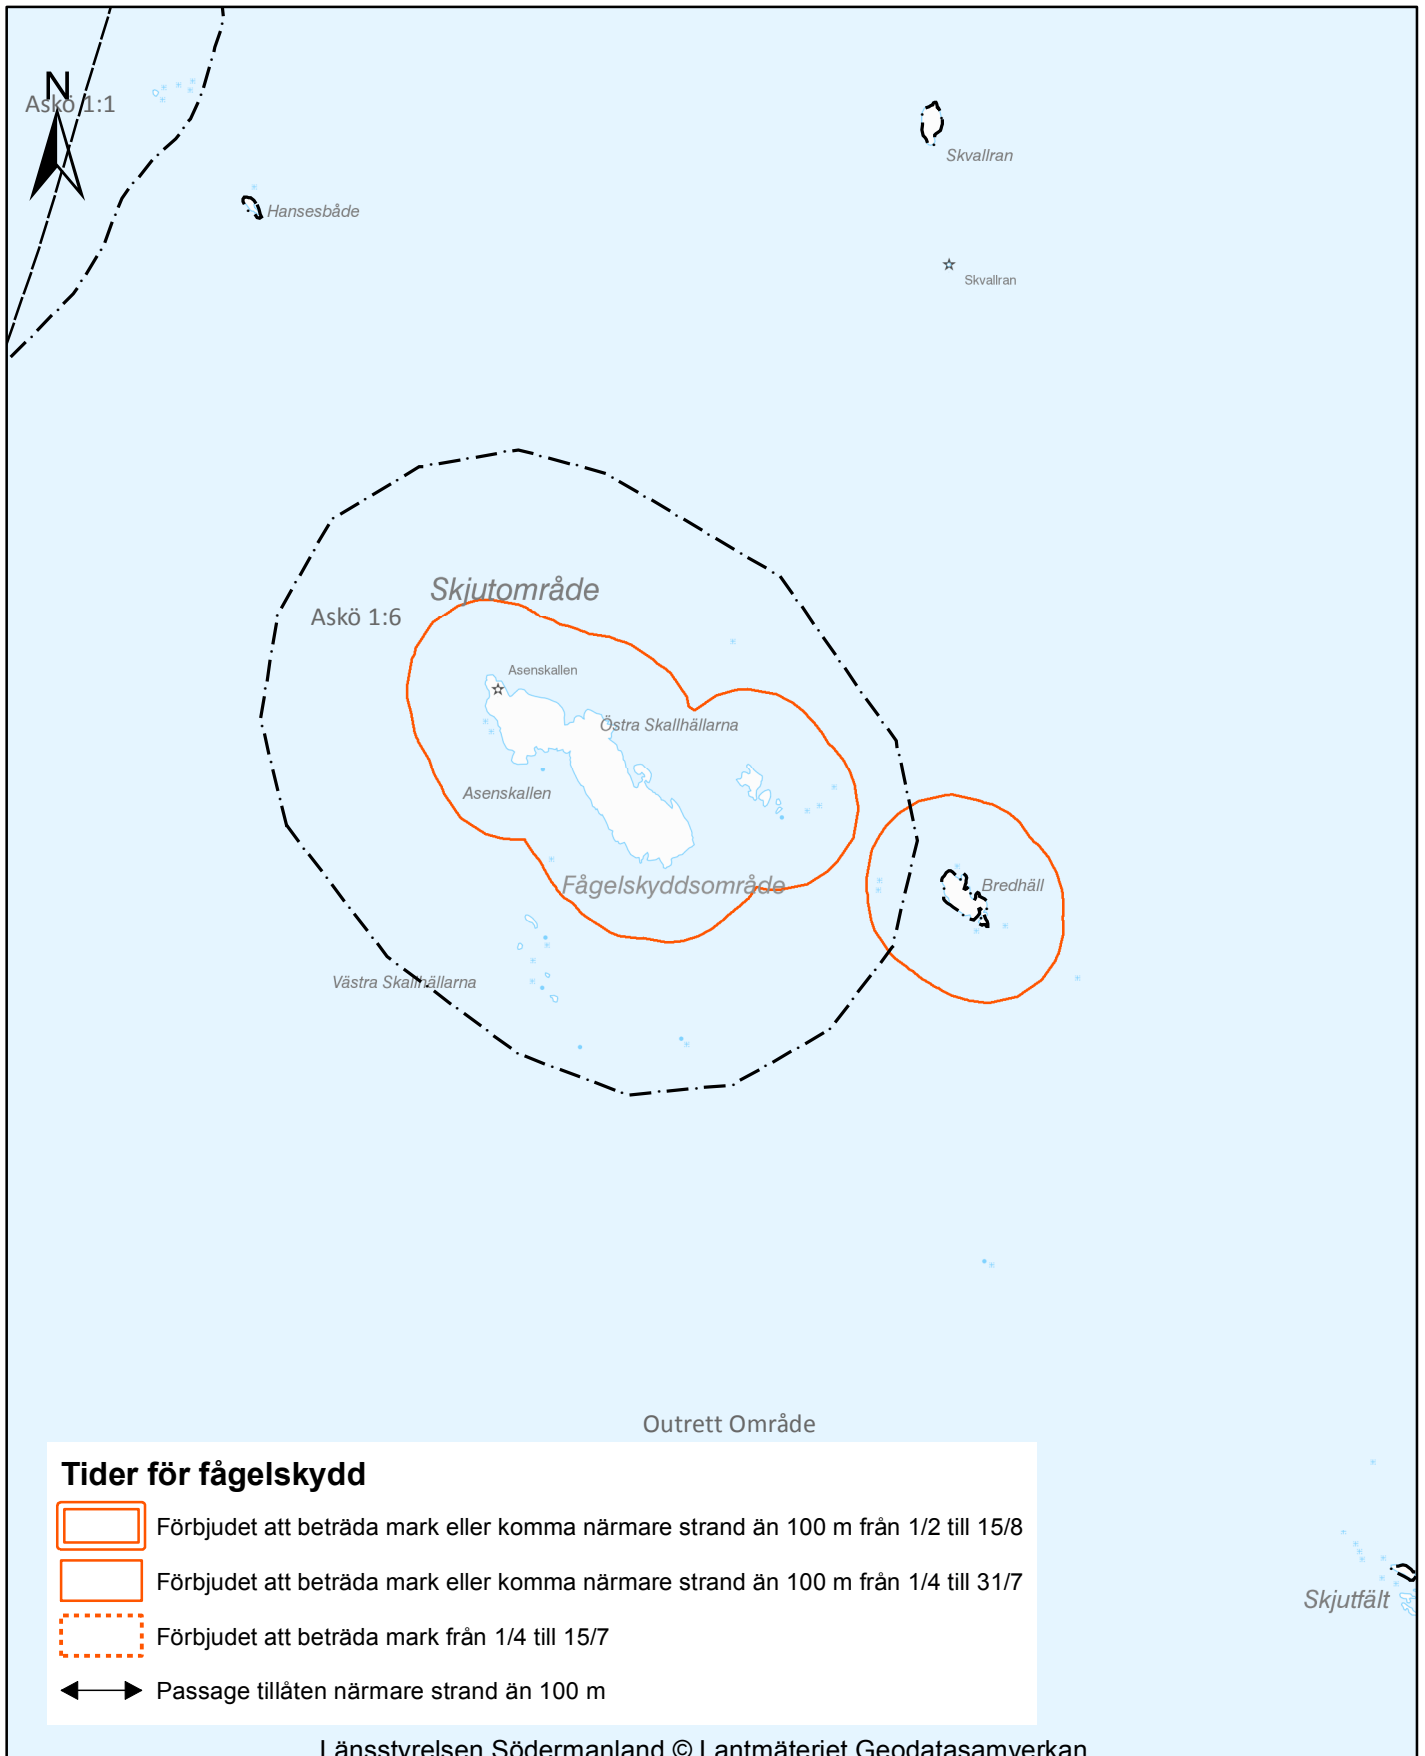 N
Askö 1:1
Skvallran
Hansesbåde
Skvallran
Skjutområde
Askö 1:6
Asenskallen
Östra Skallhällarna
Asenskallen
Fågelskyddsområde
Bredhäll
Västra Skallhällarna
Outrett Område
Tider för fågelskydd
Förbjudet att beträda mark eller komma närmare strand än 100 m från 1/2 till 15/8
Förbjudet att beträda mark eller komma närmare strand än 100 m från 1/4 till 31/7
Förbjudet att beträda mark från 1/4 till 15/7
Passage tillåten närmare strand än 100 m
Skjutfält
Länsstyrelsen Södermanland © Lantmäteriet Geodatasamverkan